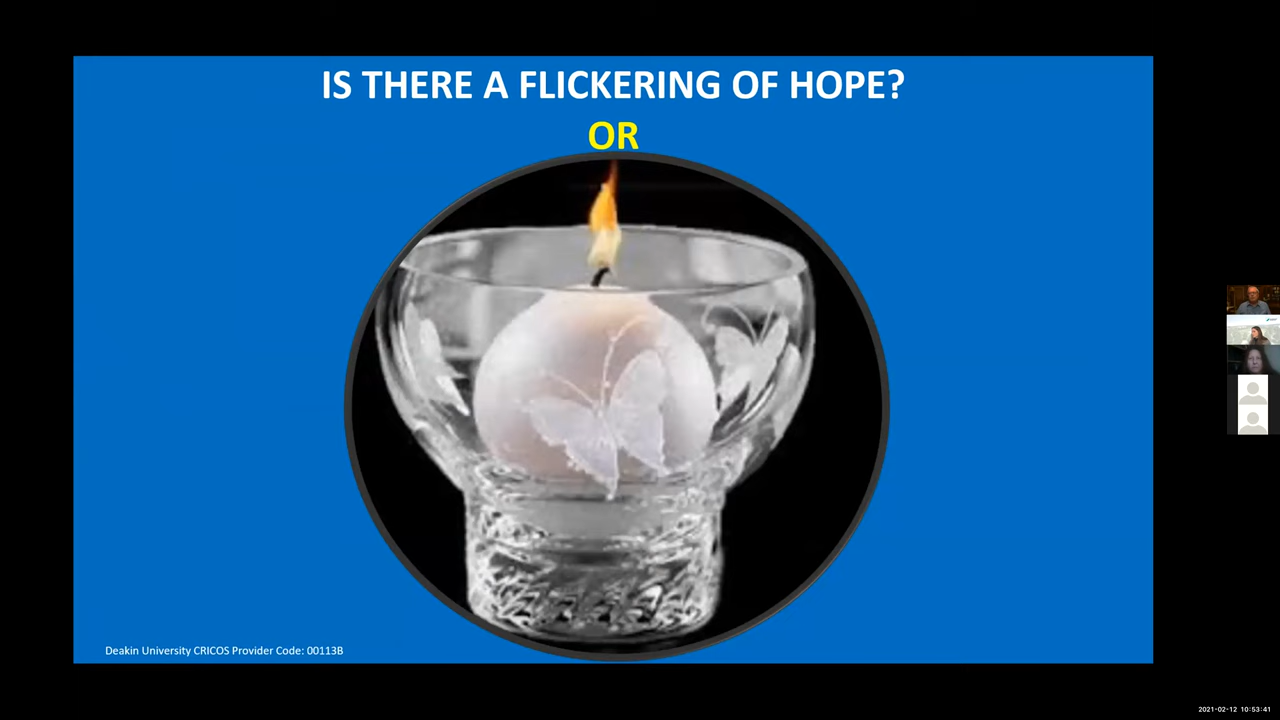 IS THERE A FLICKERING OF HOPE?
OR
Deakin University CRICOS Provider Code: 00113B
2021-02-12 10:53:41